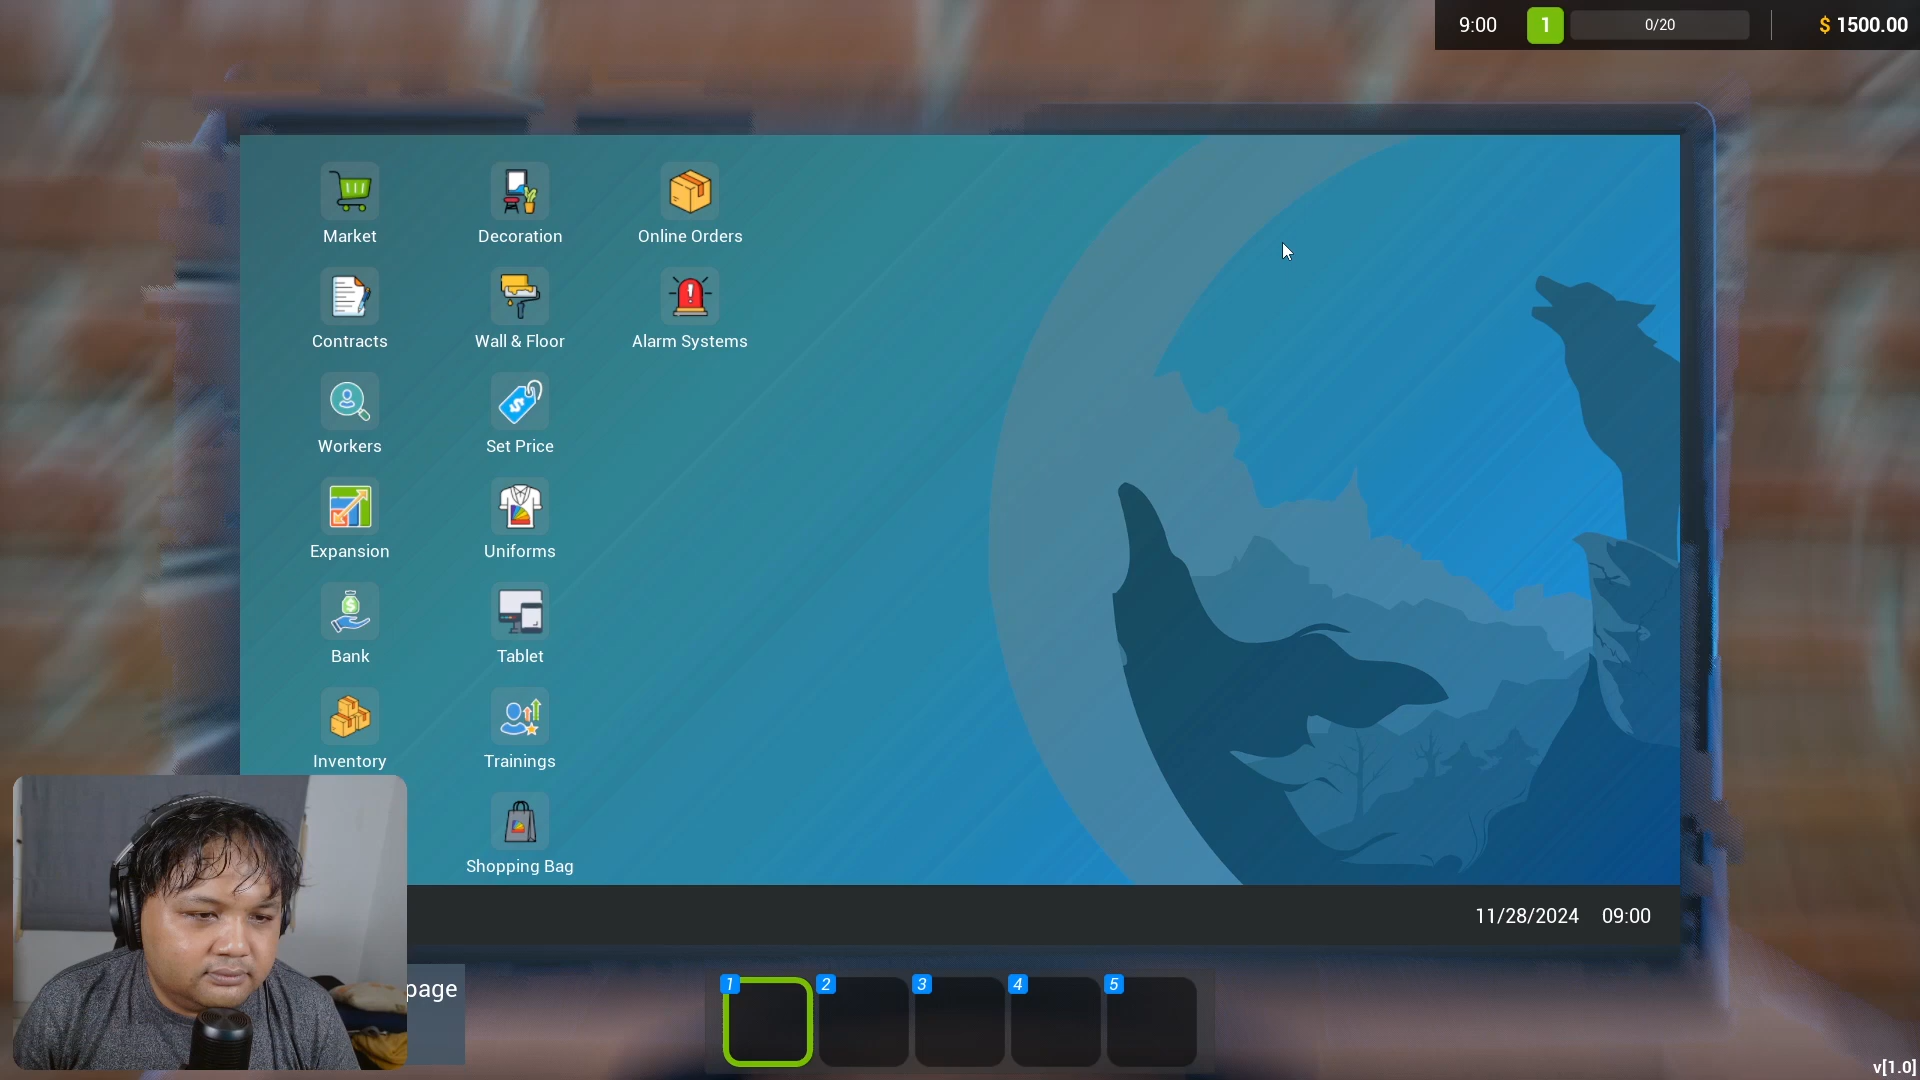 9:00 1 0/20 $ 1500.00
Market Decoration Online Orders
Contracts Wall & Floor Alarm Systems
Workers Set Price
Expansion Uniforms
Bank Tablet
Inventory Trainings
Shopping Bag
11/28/2024 09:00
page
1 2 3 4 5
v[1.0]